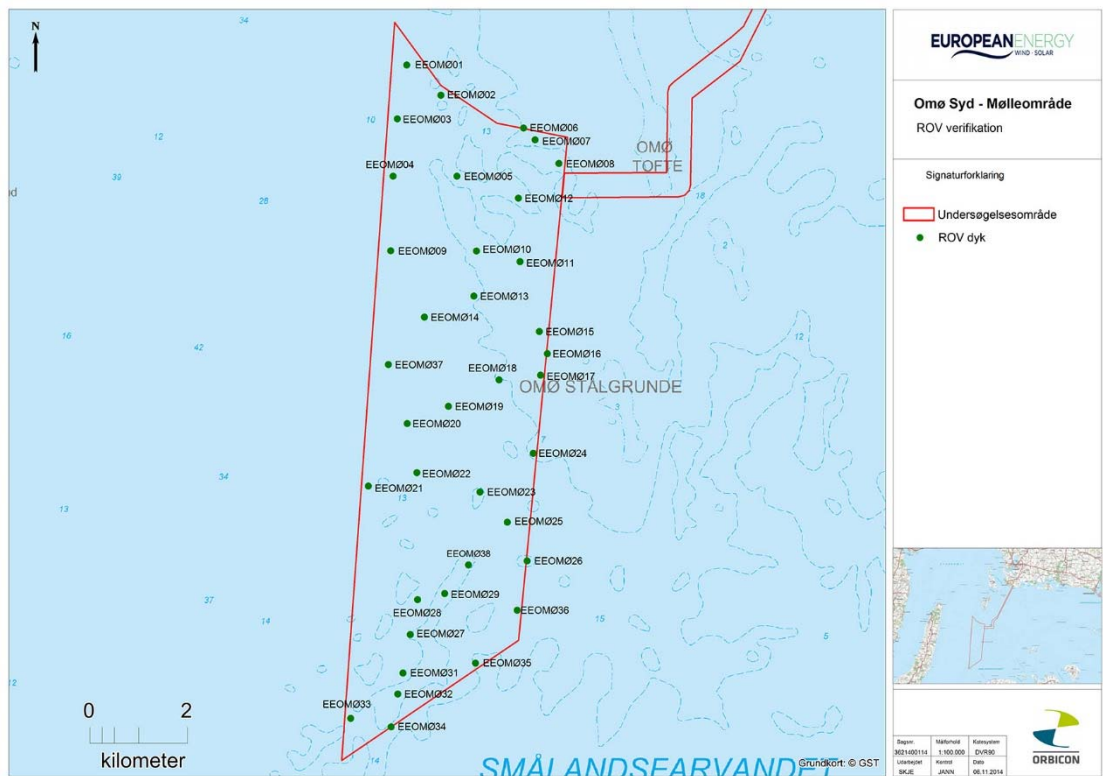 N
34
EEOMØ01
EEOMØ02
10
EEOMØ03
13
EEOMØ06
EEOMØ07
12
OMØ
TOFTE
EEOMØ04
EEOMØ08
39
EEOMØ05
28
EEOMØ12
18
2
EEOMØ09
EEOMØ10
EEOMØ11
EEOMØ13
EEOMØ14
EEOMØ15
16
42
12
EEOMØ16
EEOMØ37
EEOMØ18
EEOMØ17
OMØ STÅLGRUNDE
EEOMØ19
3
EEOMØ20
7
EEOMØ24
34
EEOMØ22
EEOMØ21
13
EEOMØ23
13
EEOMØ25
EEOMØ38
EEOMØ26
EEOMØ29
37
EEOMØ28
EEOMØ36
14
15
EEOMØ27
5
EEOMØ35
EEOMØ31
12
EEOMØ32
EEOMØ33
0 2
EEOMØ34
kilometer
14
SMÅLANDSFARVANDET
Grundkort: © GST
EUROPEANENERGY
WIND · SOLAR
Omø Syd - Mølleområde
ROV verifikation
Signaturforklaring
Undersøgelsesområde
ROV dyk
Sagsnr. Målforhold Kotesystem
3621400114 1:100.000 DVR90
Udarbejdet Kontrol Dato
SKJE JANN 06.11.2014
ORBICON